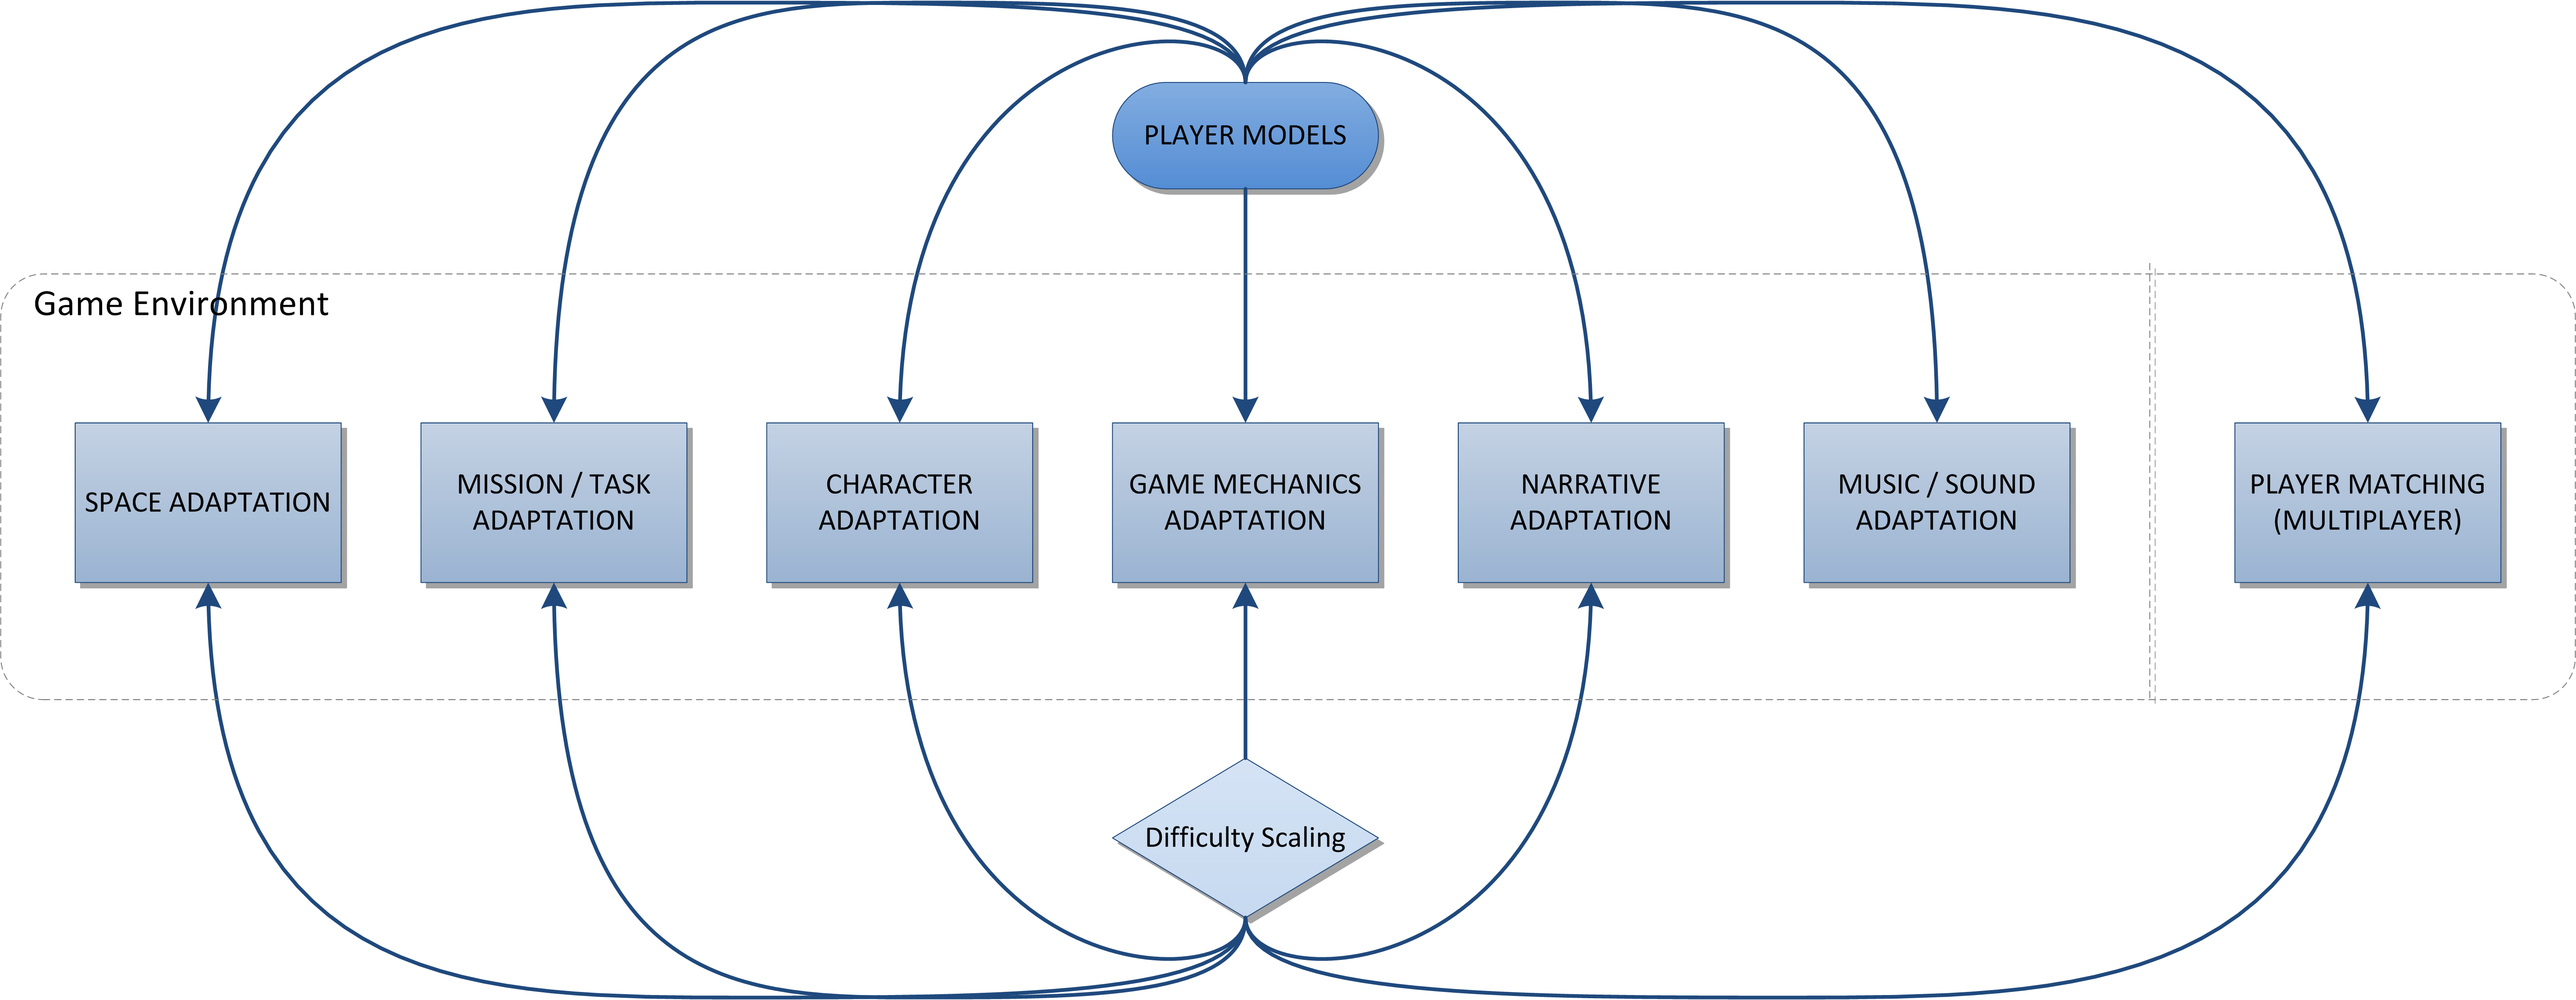 PLAYER MODELS
Game Environment
SPACE ADAPTATION
MISSION / TASK
ADAPTATION
CHARACTER
ADAPTATION
GAME MECHANICS
ADAPTATION
NARRATIVE
ADAPTATION
MUSIC / SOUND
ADAPTATION
PLAYER MATCHING
(MULTIPLAYER)
Difficulty Scaling